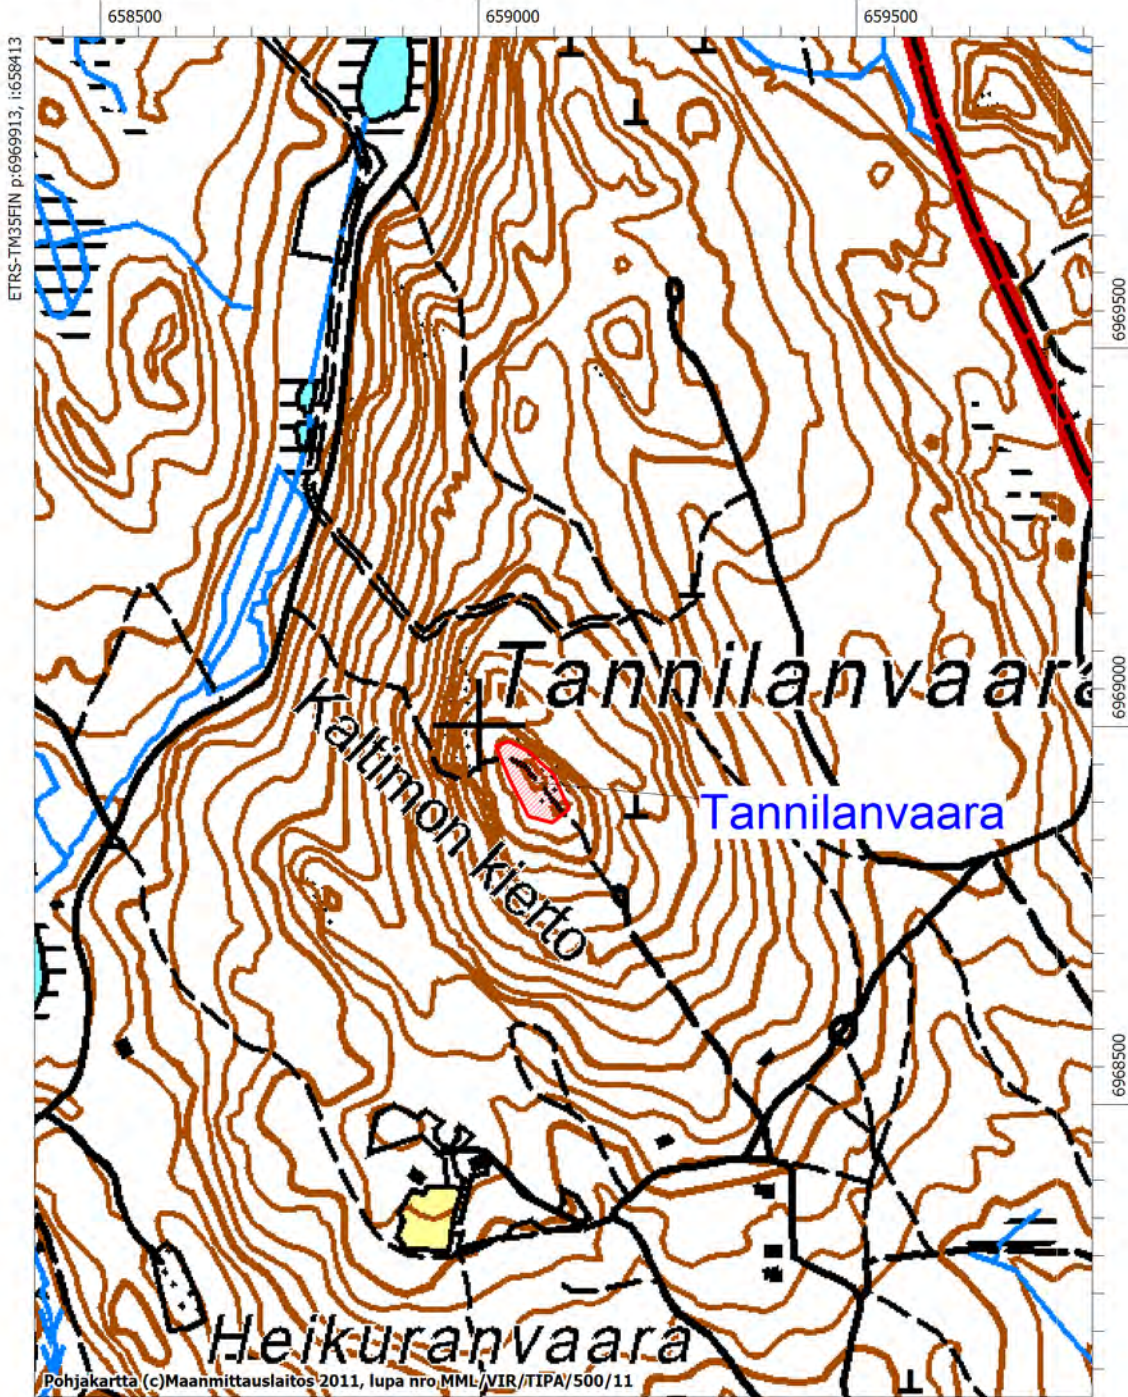 658500
659000
659500
ETRS-TM35FIN p:6969913, i:658413
6969500
Tannilanvaara
6969000
Kaltimon kierto
Tannilanvaara
6968500
Heikuranvaara
Pohjakartta (c)Maanmittauslaitos 2011, lupa nro MML/VIR/TIPA/500/11